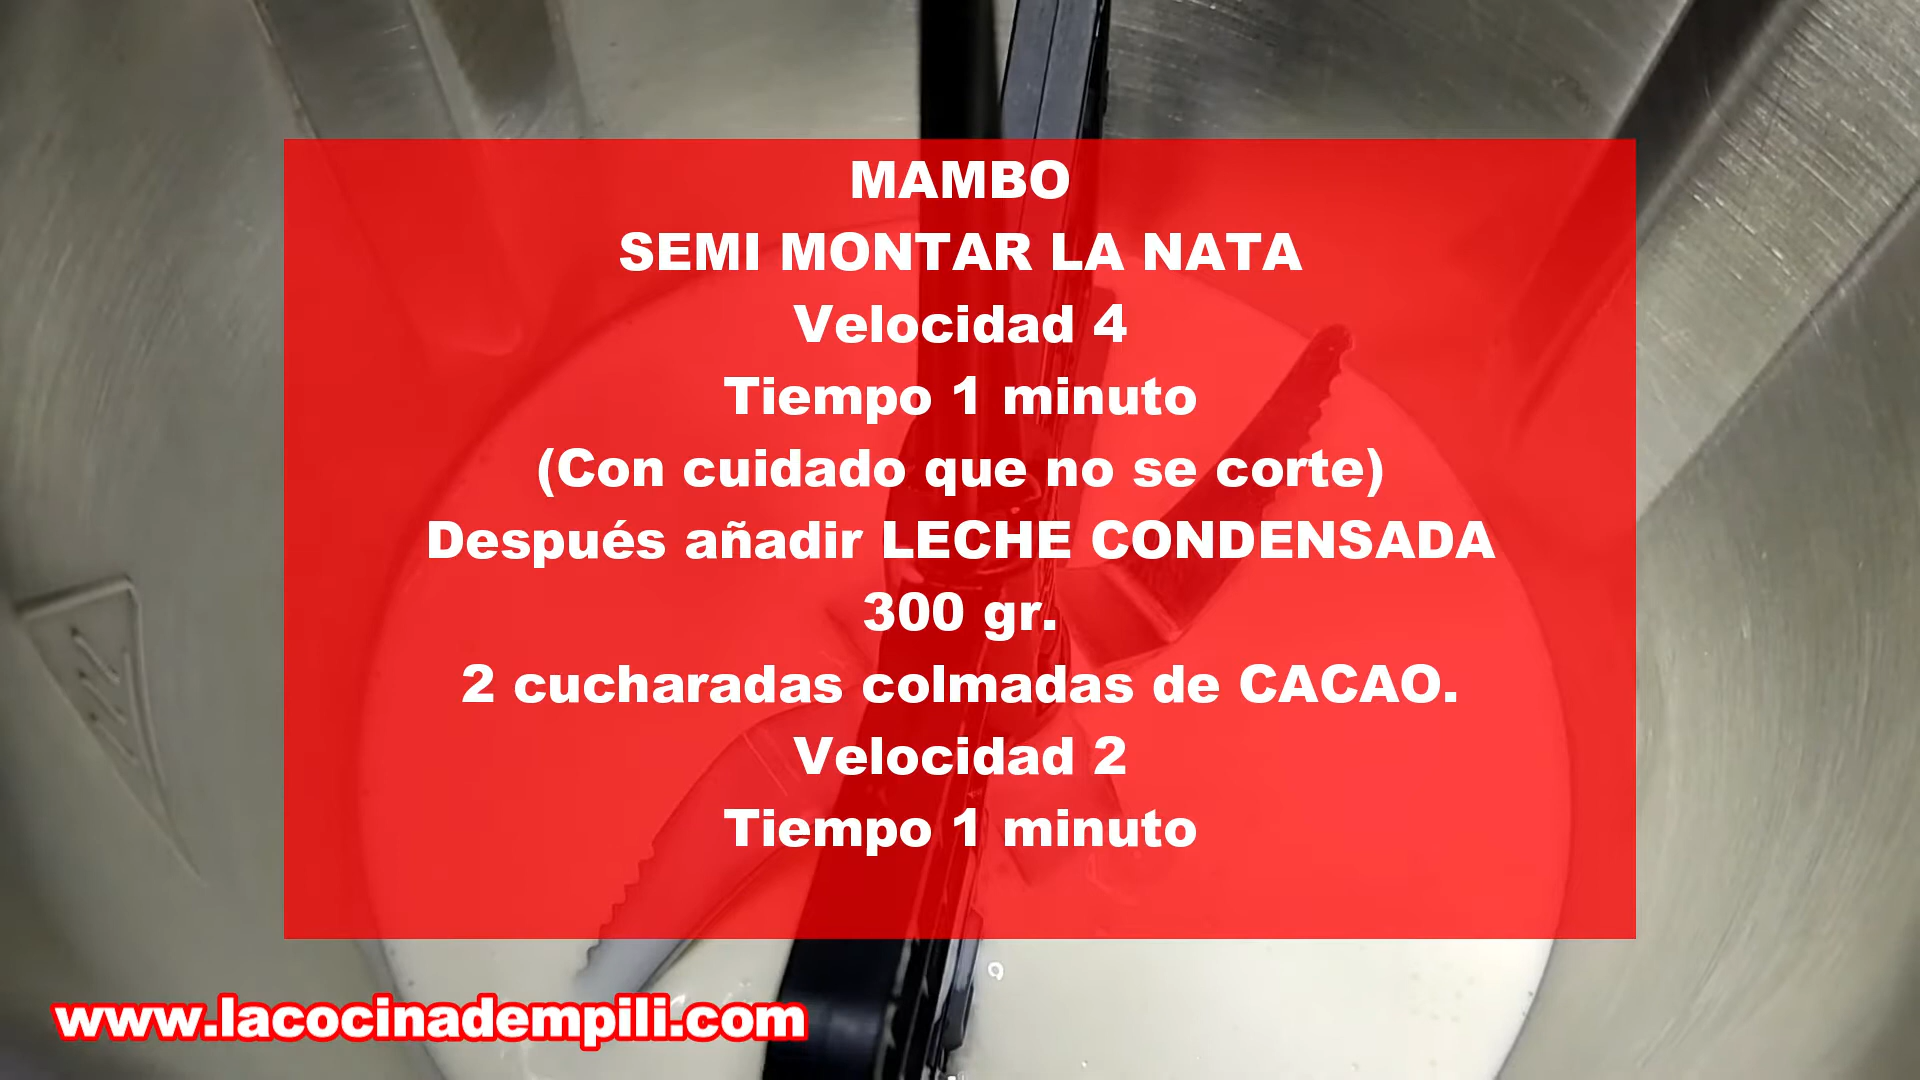 MAMBO
SEMI MONTAR LA NATA
Velocidad 4
Tiempo 1 minuto
(Con cuidado que no se corte)
Después añadir LECHE CONDENSADA
300 gr.
2 cucharadas colmadas de CACAO.
Velocidad 2
Tiempo 1 minuto
www.lacocinadempili.com